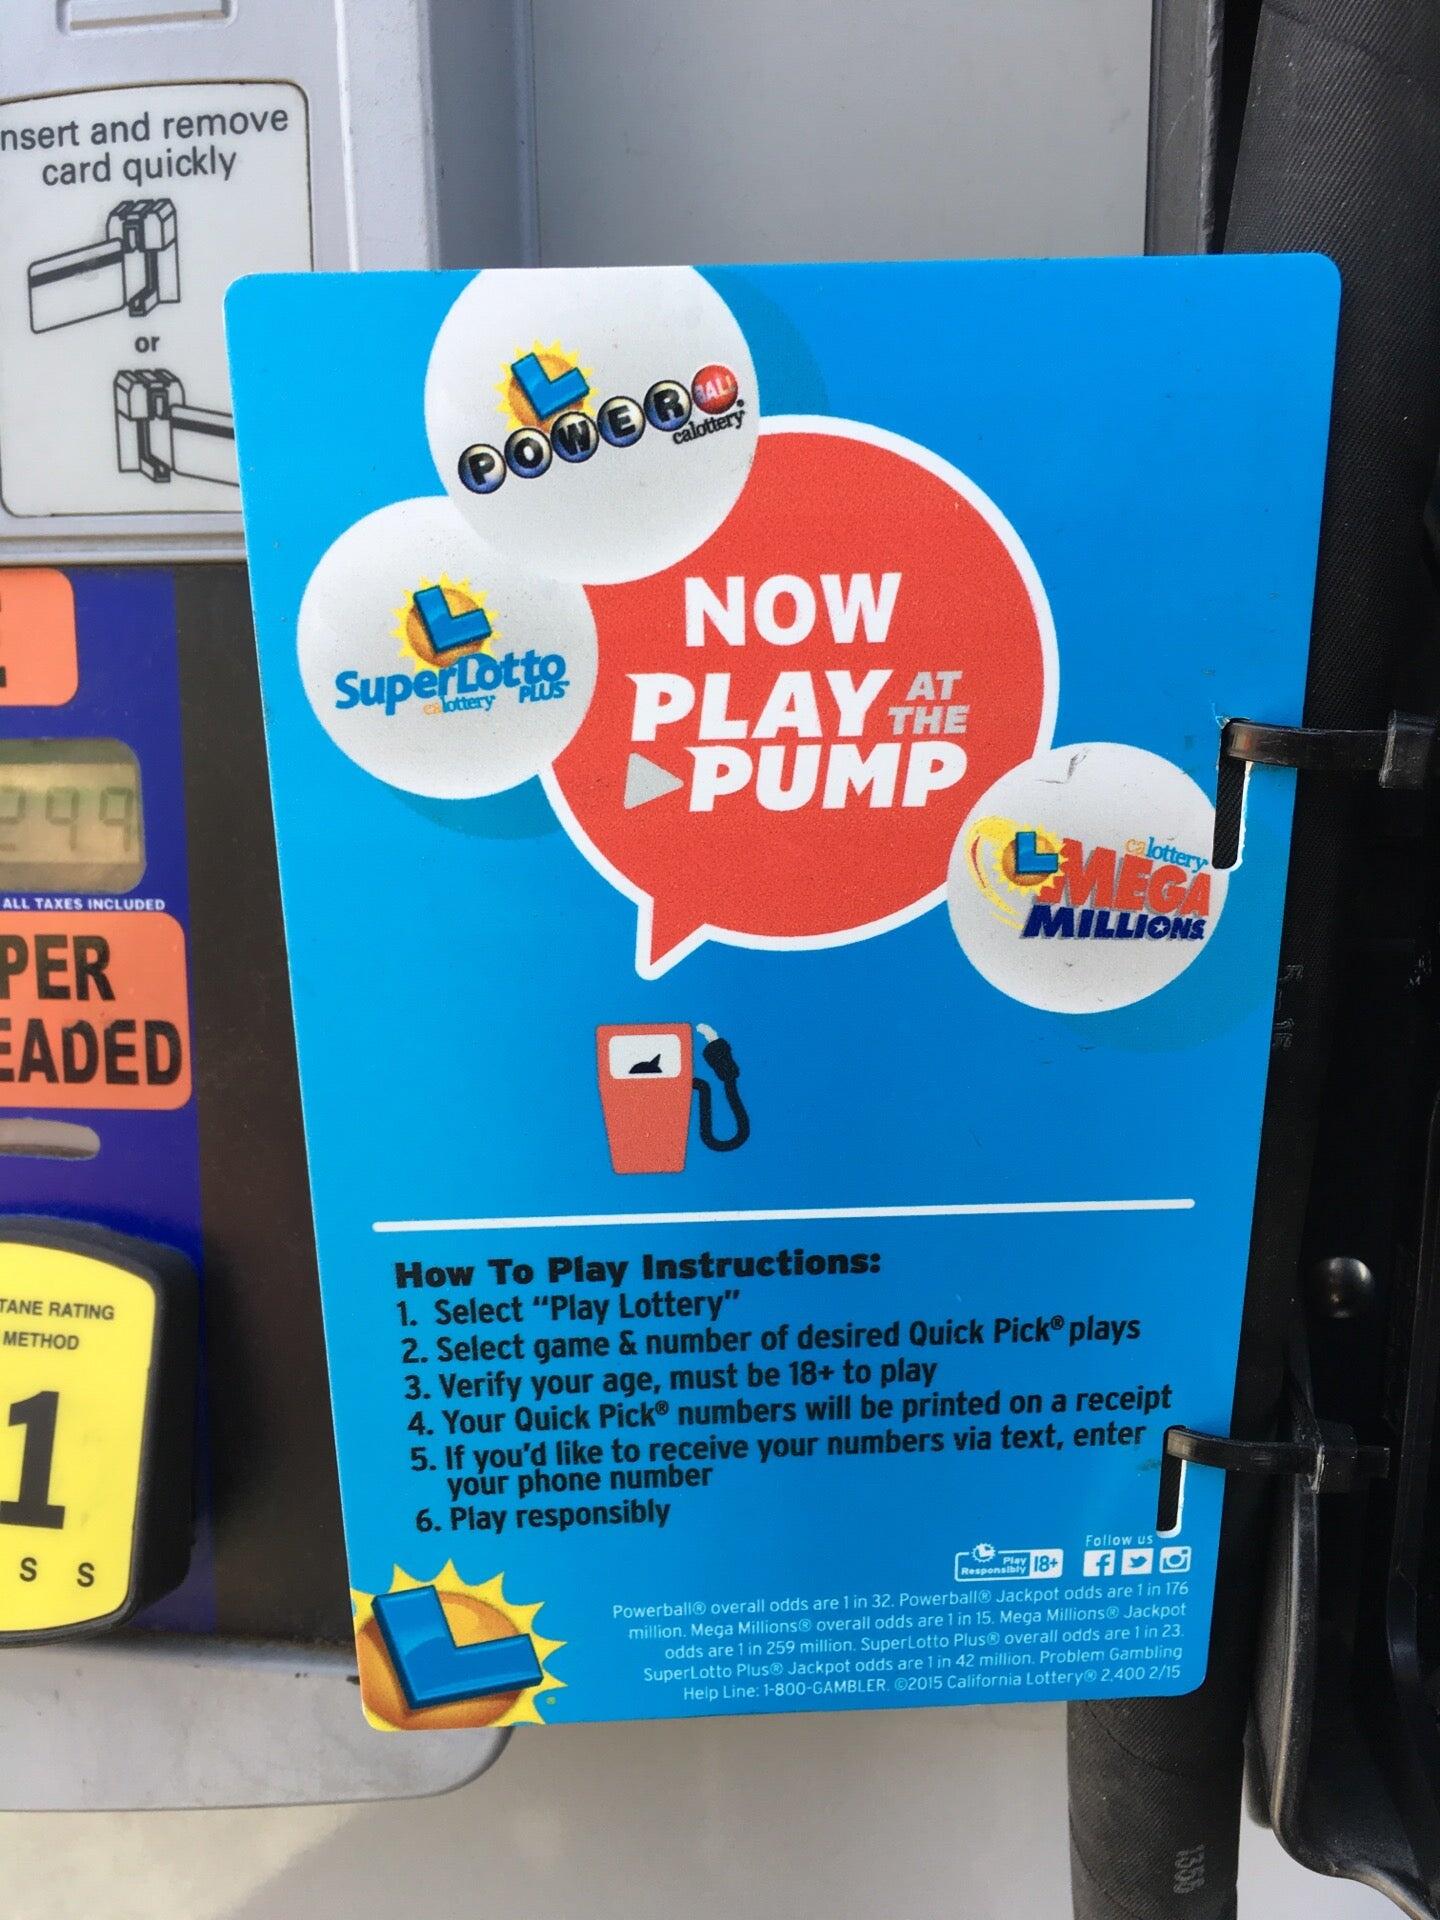 nsert and remove
card quickly
or
299
ALL TAXES INCLUDED
PER
EADED
TANE RATING
METHOD
1
S S
POWERBALL
calottery
SuperLotto
calottery PLUS
NOW
PLAY AT
THE
PUMP
calottery
MEGA
MILLIONS
How To Play Instructions:
1. Select “Play Lottery”
2. Select game & number of desired Quick Pick® plays
3. Verify your age, must be 18+ to play
4. Your Quick Pick® numbers will be printed on a receipt
5. If you'd like to receive your numbers via text, enter
your phone number
6. Play responsibly
Play
Responsibly 18+
Follow us
Powerball® overall odds are 1 in 32. Powerball® Jackpot odds are 1 in 176
million. Mega Millions® overall odds are 1 in 15. Mega Millions® Jackpot
odds are 1 in 259 million. SuperLotto Plus® overall odds are 1 in 23.
SuperLotto Plus® Jackpot odds are 1 in 42 million. Problem Gambling
Help Line: 1-800-GAMBLER. ©2015 California Lottery® 2,400 2/15
1356